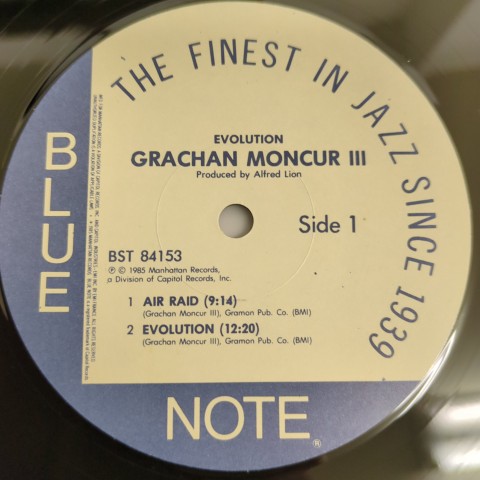 THE FINEST IN JAZZ SINCE 1939
BLUE
NOTE®
EVOLUTION
GRACHAN MONCUR III
Produced by Alfred Lion
Side 1
BST 84153
℗ © 1985 Manhattan Records,
a Division of Capitol Records, Inc.
1 AIR RAID (9:14)
(Grachan Moncur III), Gramon Pub. Co. (BMI)
2 EVOLUTION (12:20)
(Grachan Moncur III), Gramon Pub. Co. (BMI)